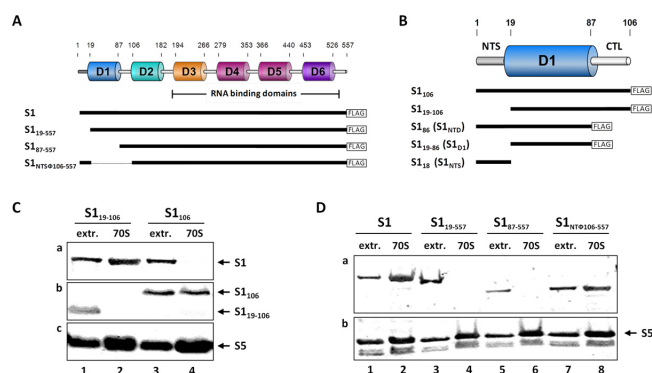 A
1 19 87 106 162 194 266 279 353 366 440 453 526 557
D1 D2 D3 D4 D5 D6
RNA binding domains
S1 FLAG
S1₁₉₋₅₅₇ FLAG
S1₈₇₋₅₅₇ FLAG
S1NTSΦ106-557 FLAG
B
1 19 87 106
NTS D1 CTL
S1₁₀₆ FLAG
S1₁₉₋₁₀₆ FLAG
S1₈₆ (S1NTD) FLAG
S1₁₉₋₈₆ (S1D1) FLAG
S1₁₈ (S1NTS)
C
S1₁₉₋₁₀₆ S1₁₀₆
extr. 70S extr. 70S
a
S1
b
S1₁₀₆
S1₁₉₋₁₀₆
c
S5
1 2 3 4
D
S1 S1₁₉₋₅₅₇ S1₈₇₋₅₅₇ S1NTΦ106-557
extr. 70S extr. 70S extr. 70S extr. 70S
a
b
S5
1 2 3 4 5 6 7 8